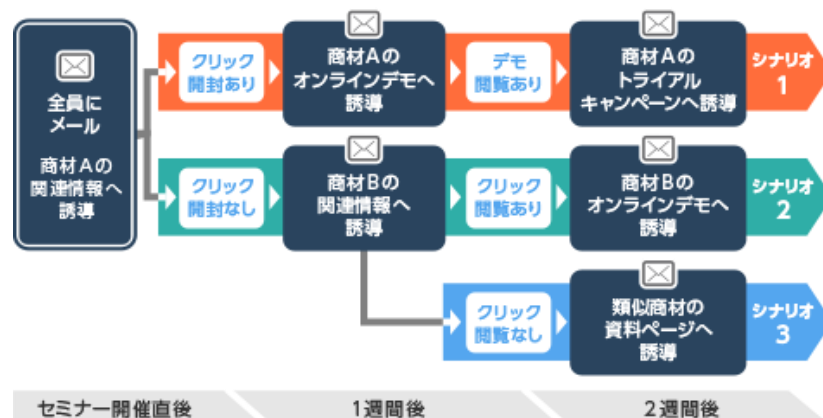 全員に
メール
商材Aの
関連情報へ
誘導
クリック
開封あり
商材Aの
オンラインデモへ
誘導
デモ
閲覧あり
商材Aの
トライアル
キャンペーンへ誘導
シナリオ
1
クリック
開封なし
商材Bの
関連情報へ
誘導
クリック
閲覧あり
商材Bの
オンラインデモへ
誘導
シナリオ
2
クリック
閲覧なし
類似商材の
資料ページへ
誘導
シナリオ
3
セミナー開催直後
1週間後
2週間後